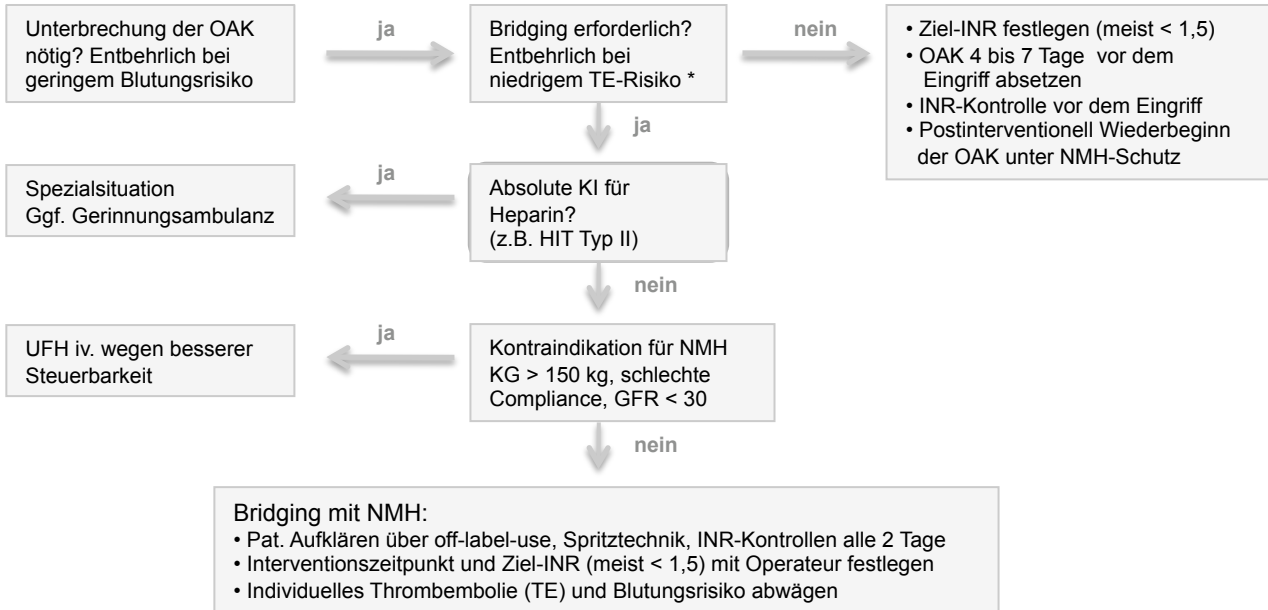 Unterbrechung der OAK
nötig? Entbehrlich bei
geringem Blutungsrisiko
ja
Bridging erforderlich?
Entbehrlich bei
niedrigem TE-Risiko *
nein
• Ziel-INR festlegen (meist < 1,5)
• OAK 4 bis 7 Tage vor dem
Eingriff absetzen
• INR-Kontrolle vor dem Eingriff
• Postinterventionell Wiederbeginn
der OAK unter NMH-Schutz
ja
Spezialsituation
Ggf. Gerinnungsambulanz
ja
Absolute KI für
Heparin?
(z.B. HIT Typ II)
nein
UFH iv. wegen besserer
Steuerbarkeit
ja
Kontraindikation für NMH
KG > 150 kg, schlechte
Compliance, GFR < 30
nein
Bridging mit NMH:
• Pat. Aufklären über off-label-use, Spritztechnik, INR-Kontrollen alle 2 Tage
• Interventionszeitpunkt und Ziel-INR (meist < 1,5) mit Operateur festlegen
• Individuelles Thrombembolie (TE) und Blutungsrisiko abwägen